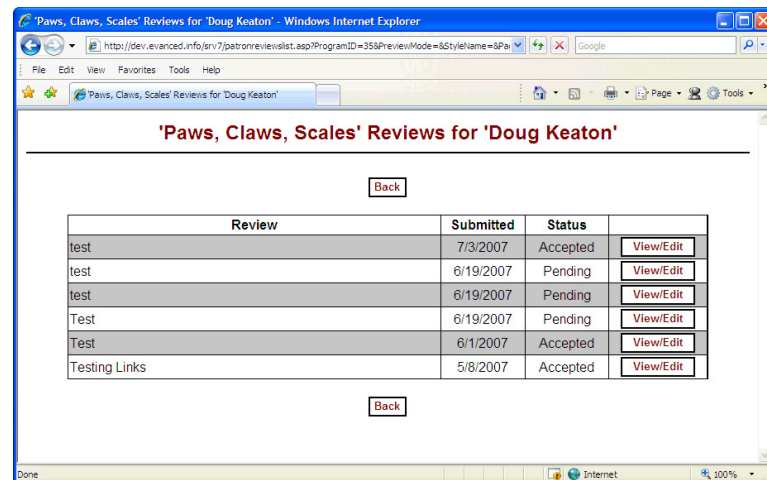 'Paws, Claws, Scales' Reviews for 'Doug Keaton' - Windows Internet Explorer
http://dev.evanced.info/srv7/patronreviewslist.asp?ProgramID=35&PreviewMode=&StyleName=&Pa Google
File Edit View Favorites Tools Help
'Paws, Claws, Scales' Reviews for 'Doug Keaton' Page Tools
'Paws, Claws, Scales' Reviews for 'Doug Keaton'
Back
Review Submitted Status
test 7/3/2007 Accepted View/Edit
test 6/19/2007 Pending View/Edit
test 6/19/2007 Pending View/Edit
Test 6/19/2007 Pending View/Edit
Test 6/1/2007 Accepted View/Edit
Testing Links 5/8/2007 Accepted View/Edit
Back
Done Internet 100%